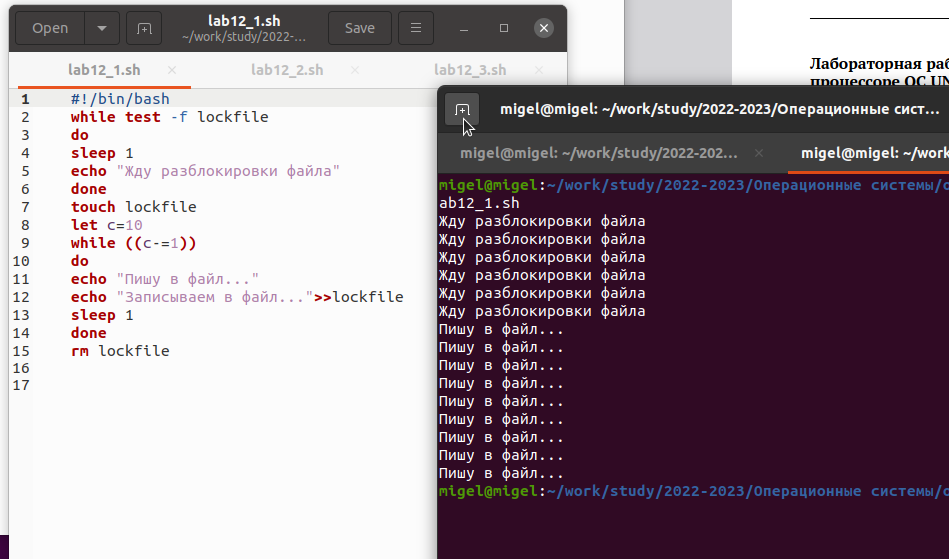 Open
lab12_1.sh
~/work/study/2022-...
Save
lab12_1.sh
lab12_2.sh
lab12_3.sh
1 #!/bin/bash
2 while test -f lockfile
3 do
4 sleep 1
5 echo "Жду разблокировки файла"
6 done
7 touch lockfile
8 let c=10
9 while ((c-=1))
10 do
11 echo "Пишу в файл..."
12 echo "Записываем в файл...">>lockfile
13 sleep 1
14 done
15 rm lockfile
16
17
Лабораторная раб
процессоре ОС UN
migel@migel: ~/work/study/2022-2023/Операционные сист...
migel@migel: ~/work/study/2022-202...
migel@migel: ~/work
migel@migel:~/work/study/2022-2023/Операционные системы/
ab12_1.sh
Жду разблокировки файла
Жду разблокировки файла
Жду разблокировки файла
Жду разблокировки файла
Жду разблокировки файла
Жду разблокировки файла
Пишу в файл...
Пишу в файл...
Пишу в файл...
Пишу в файл...
Пишу в файл...
Пишу в файл...
Пишу в файл...
Пишу в файл...
Пишу в файл...
migel@migel:~/work/study/2022-2023/Операционные системы/